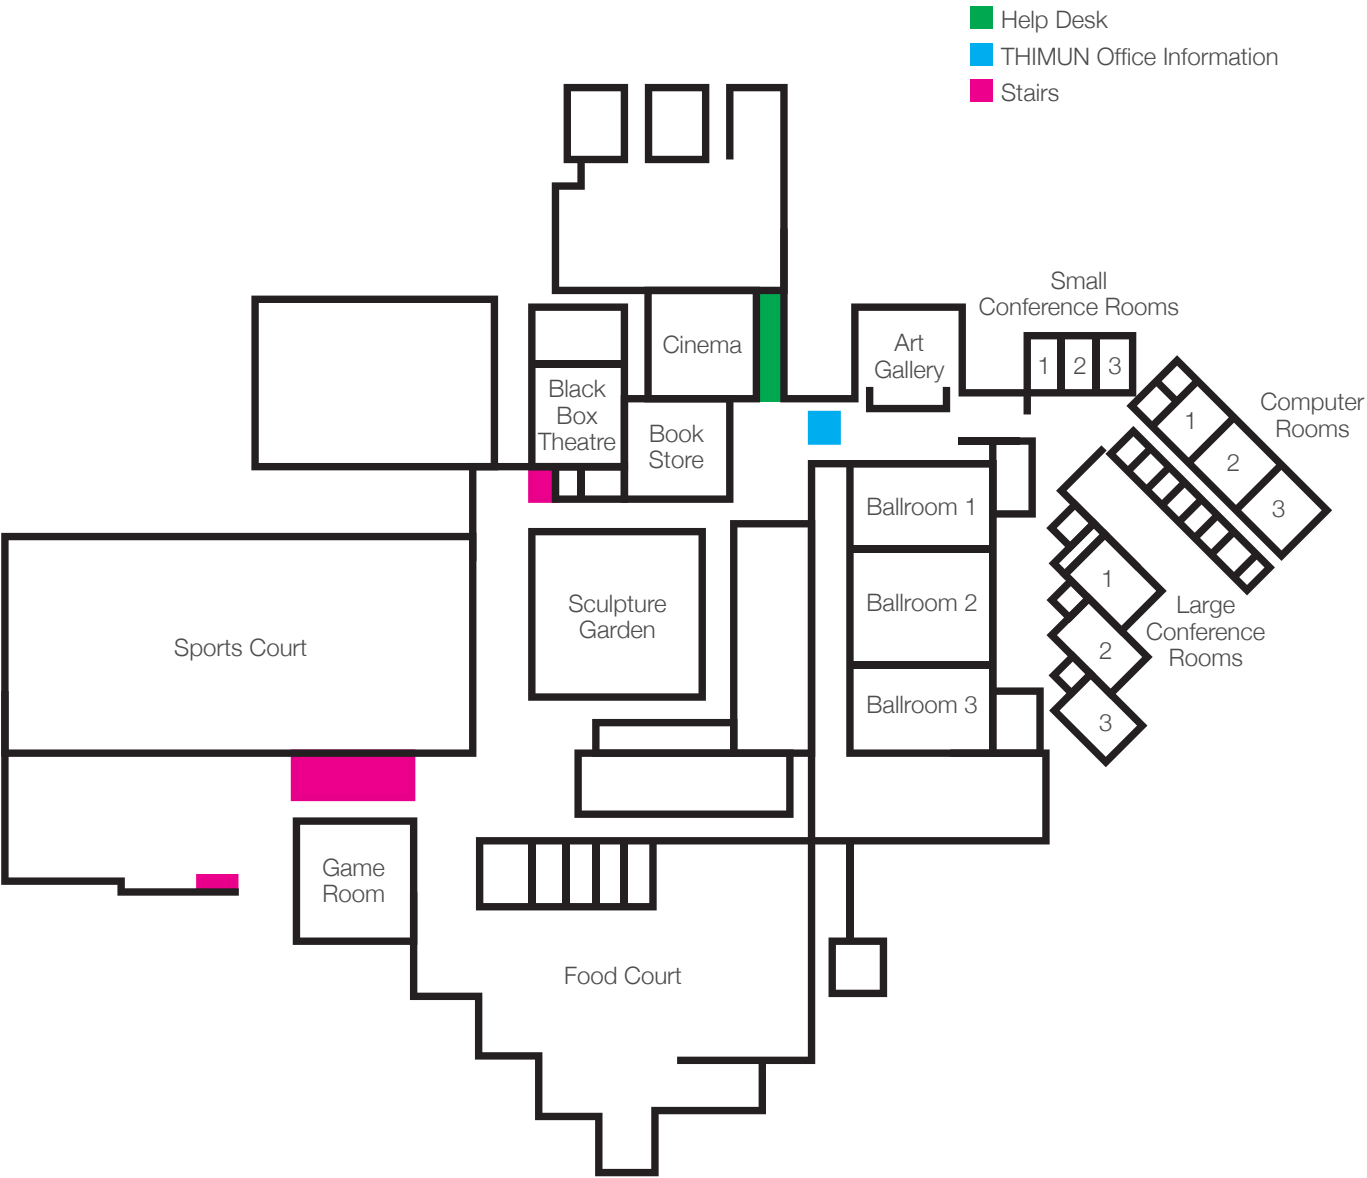 Help Desk
THIMUN Office Information
Stairs
Small
Conference Rooms
1 2 3
Cinema
Art
Gallery
Computer
Rooms
1
2
3
Black
Box
Theatre
Book
Store
Ballroom 1
Ballroom 2
Ballroom 3
Sculpture
Garden
Sports Court
Large
Conference
Rooms
1
2
3
Game
Room
Food Court